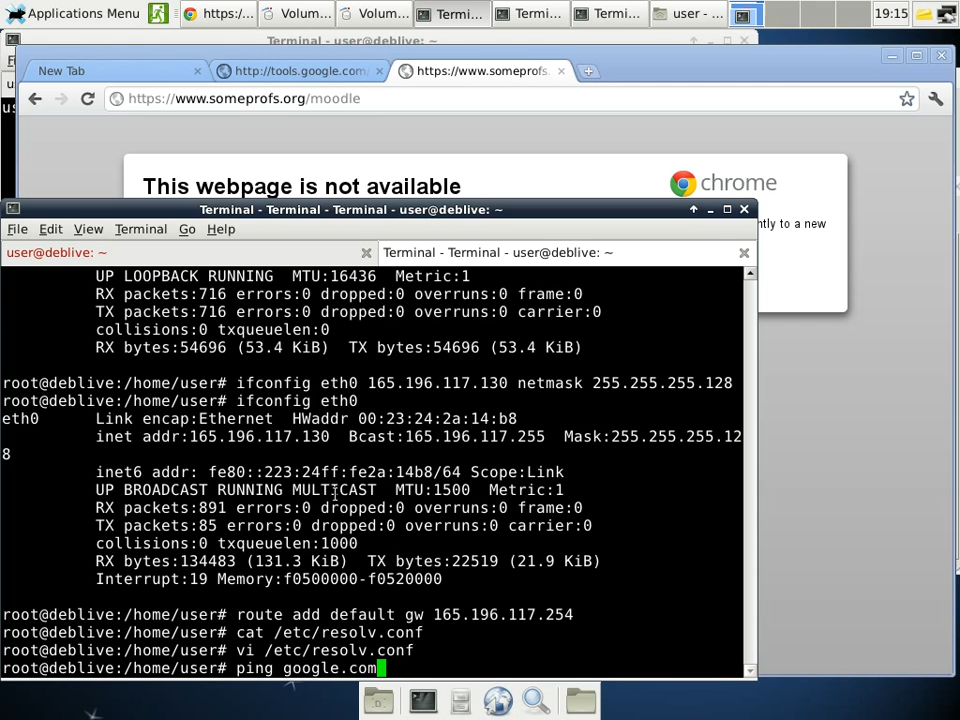 Applications Menu
https:/...
Volum...
Volum...
Termi...
Termi...
Termi...
user - ...
19:15
Terminal - user@deblive: ~
New Tab
http://tools.google.com/
https://www.someprofs.
https://www.someprofs.org/moodle
This webpage is not available
chrome
ntly to a new
Terminal - Terminal - Terminal - user@deblive: ~
File Edit View Terminal Go Help
user@deblive: ~
Terminal - Terminal - user@deblive: ~
UP LOOPBACK RUNNING  MTU:16436  Metric:1
RX packets:716 errors:0 dropped:0 overruns:0 frame:0
TX packets:716 errors:0 dropped:0 overruns:0 carrier:0
collisions:0 txqueuelen:0
RX bytes:54696 (53.4 KiB)  TX bytes:54696 (53.4 KiB)
root@deblive:/home/user# ifconfig eth0 165.196.117.130 netmask 255.255.255.128
root@deblive:/home/user# ifconfig eth0
eth0      Link encap:Ethernet  HWaddr 00:23:24:2a:14:b8
inet addr:165.196.117.130  Bcast:165.196.117.255  Mask:255.255.255.12
8
inet6 addr: fe80::223:24ff:fe2a:14b8/64 Scope:Link
UP BROADCAST RUNNING MULTICAST  MTU:1500  Metric:1
RX packets:891 errors:0 dropped:0 overruns:0 frame:0
TX packets:85 errors:0 dropped:0 overruns:0 carrier:0
collisions:0 txqueuelen:1000
RX bytes:134483 (131.3 KiB)  TX bytes:22519 (21.9 KiB)
Interrupt:19 Memory:f0500000-f0520000
root@deblive:/home/user# route add default gw 165.196.117.254
root@deblive:/home/user# cat /etc/resolv.conf
root@deblive:/home/user# vi /etc/resolv.conf
root@deblive:/home/user# ping google.com